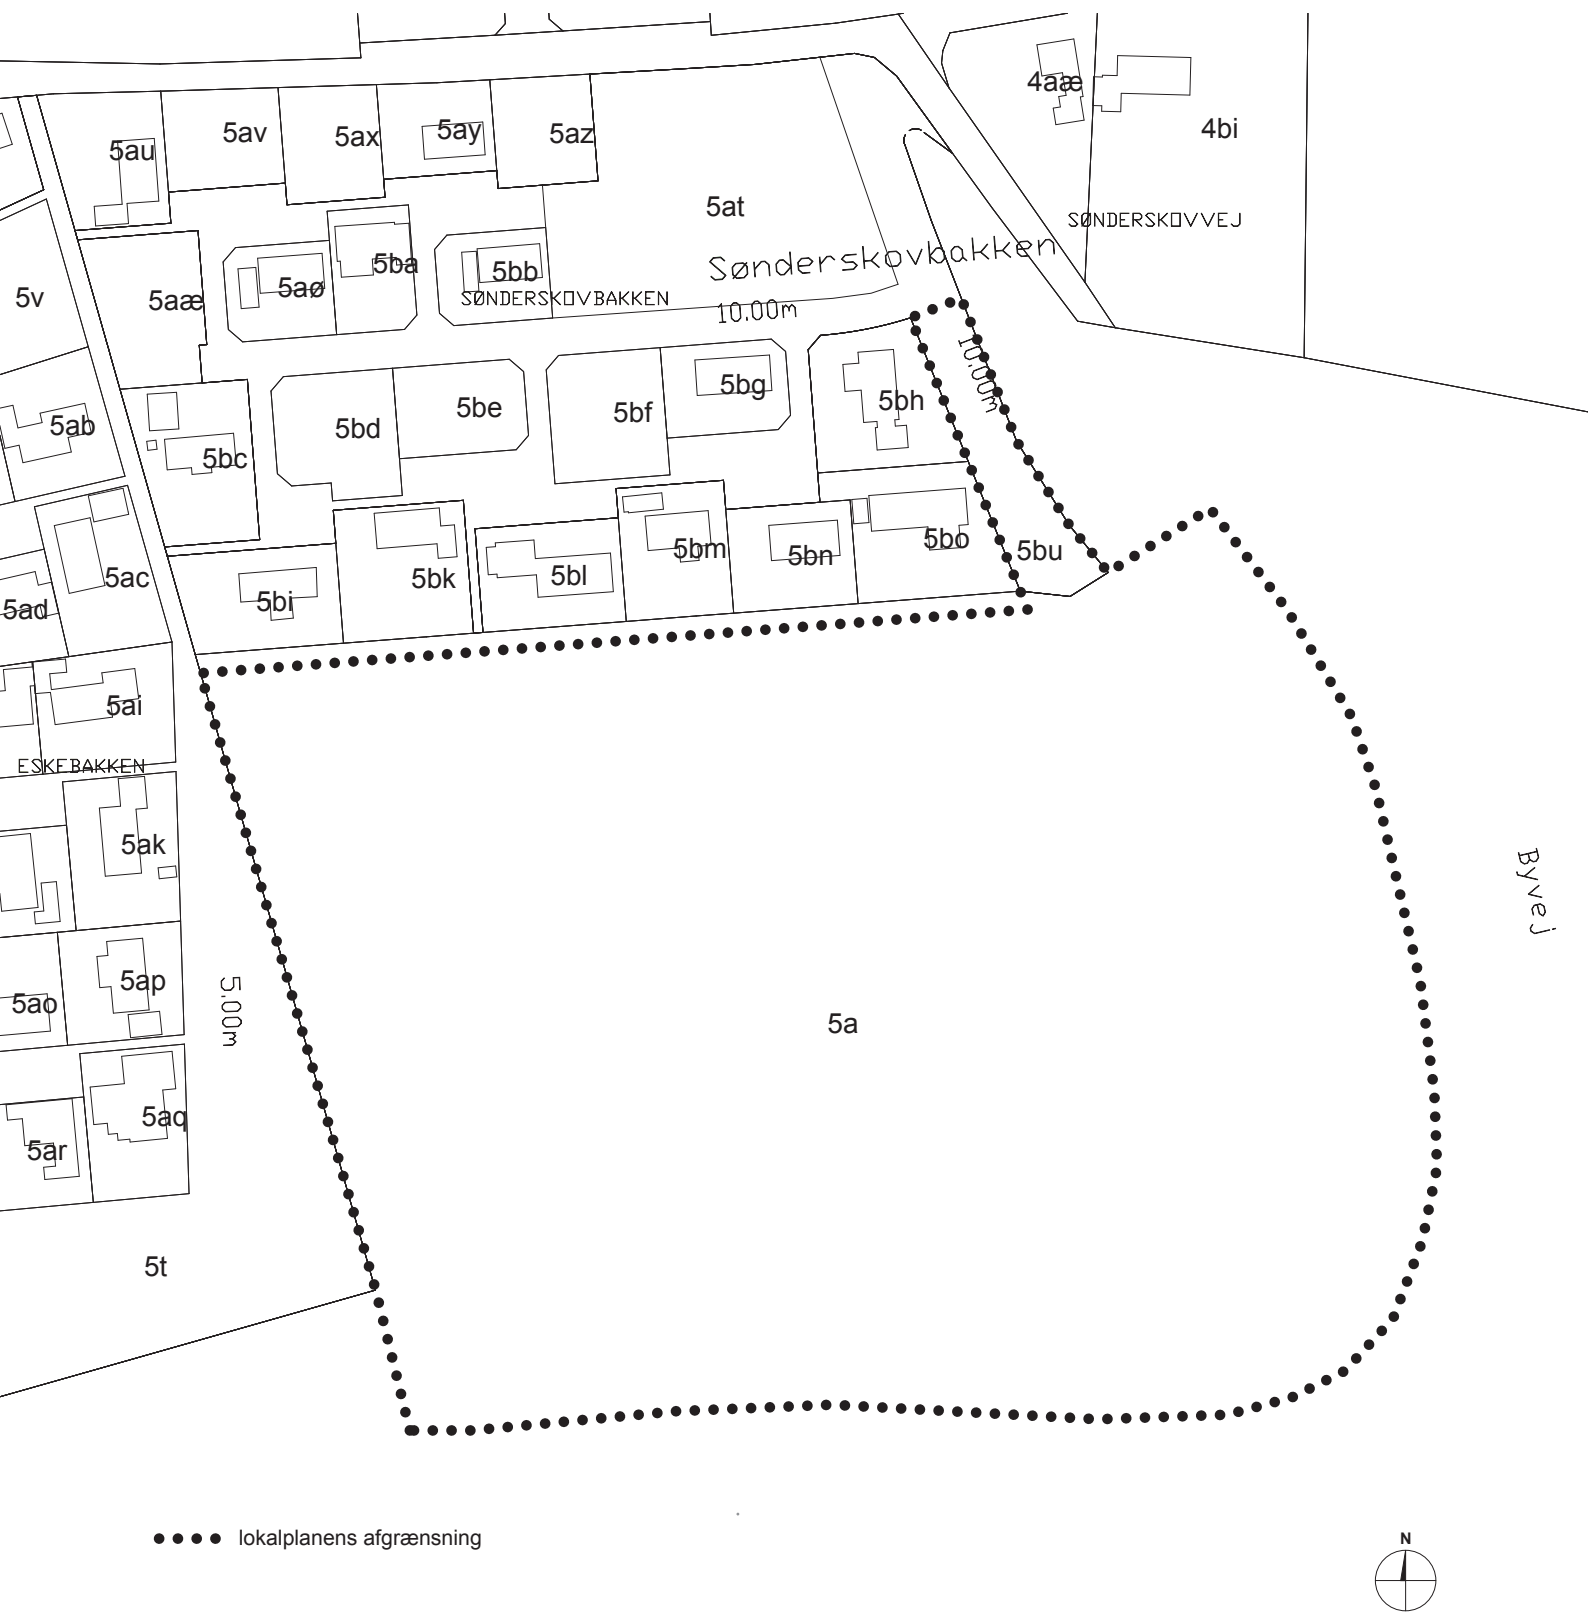 4aæ
4bi
5au
5av
5ax
5ay
5az
5at
SØNDERSKOVVEJ
Sønderskovbakken
10.00m
5v
5aæ
5aø
5ba
5bb
SØNDERSKOVBAKKEN
10.00m
5ab
5bc
5bd
5be
5bf
5bg
5bh
5ac
5ad
5bi
5bk
5bl
5bm
5bn
5bo
5bu
5ai
ESKEBAKKEN
5ak
Byvej
5ap
5ao
5.00m
5a
5aq
5ar
5t
lokalplanens afgrænsning
N